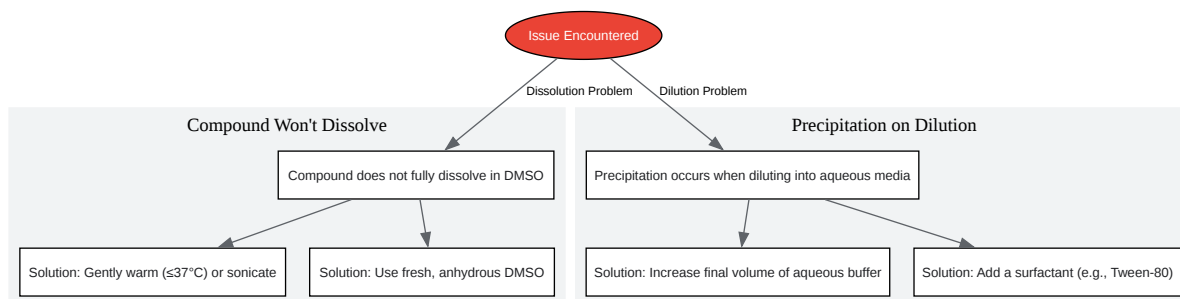 Issue Encountered
Dissolution Problem
Dilution Problem
Compound Won't Dissolve
Precipitation on Dilution
Compound does not fully dissolve in DMSO
Precipitation occurs when diluting into aqueous media
Solution: Gently warm (≤37°C) or sonicate
Solution: Use fresh, anhydrous DMSO
Solution: Increase final volume of aqueous buffer
Solution: Add a surfactant (e.g., Tween-80)